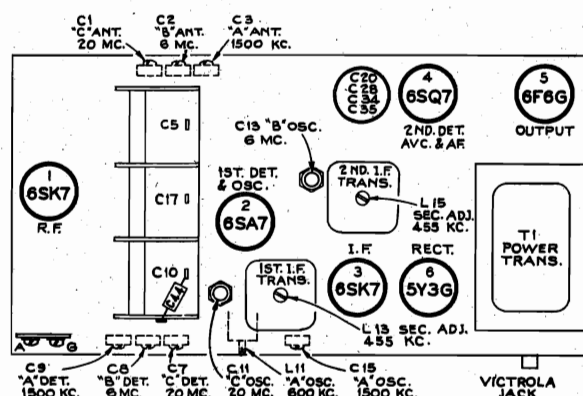 C1
"C"ANT.
20 MC.
C2
"B"ANT.
6 MC.
C3
"A"ANT.
1500 KC.
C5
C17
C10
C44
1
6SK7
R.F.
C20
C28
C34
C35
4
6SQ7
2ND. DET.
AVC. & AF.
5
6F6G
OUTPUT
C13 "B"OSC.
6 MC.
1ST. DET.
& OSC.
2
6SA7
2ND. I.F.
TRANS.
L15
SEC. ADJ.
455 KC.
T1
POWER
TRANS.
1ST. I.F.
TRANS.
I.F.
3
6SK7
RECT.
6
5Y3G
L13 SEC. ADJ.
455 KC.
A
G
C9
"A"DET.
1500 KC.
C8
"B"DET.
6 MC.
C7
"C"DET.
20 MC.
C11
"C"OSC.
20 MC.
L11
"A"OSC.
600 KC.
C15
"A"OSC.
1500 KC.
VICTROLA
JACK